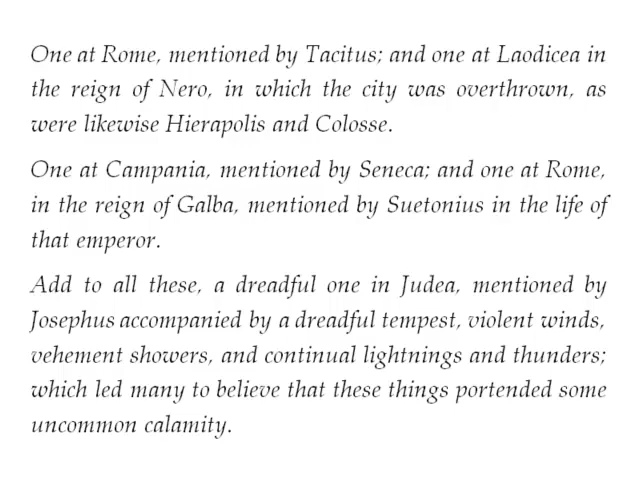 One at Rome, mentioned by Tacitus; and one at Laodicea in
the reign of Nero, in which the city was overthrown, as
were likewise Hierapolis and Colosse.
One at Campania, mentioned by Seneca; and one at Rome,
in the reign of Galba, mentioned by Suetonius in the life of
that emperor.
Add to all these, a dreadful one in Judea, mentioned by
Josephus accompanied by a dreadful tempest, violent winds,
vehement showers, and continual lightnings and thunders;
which led many to believe that these things portended some
uncommon calamity.